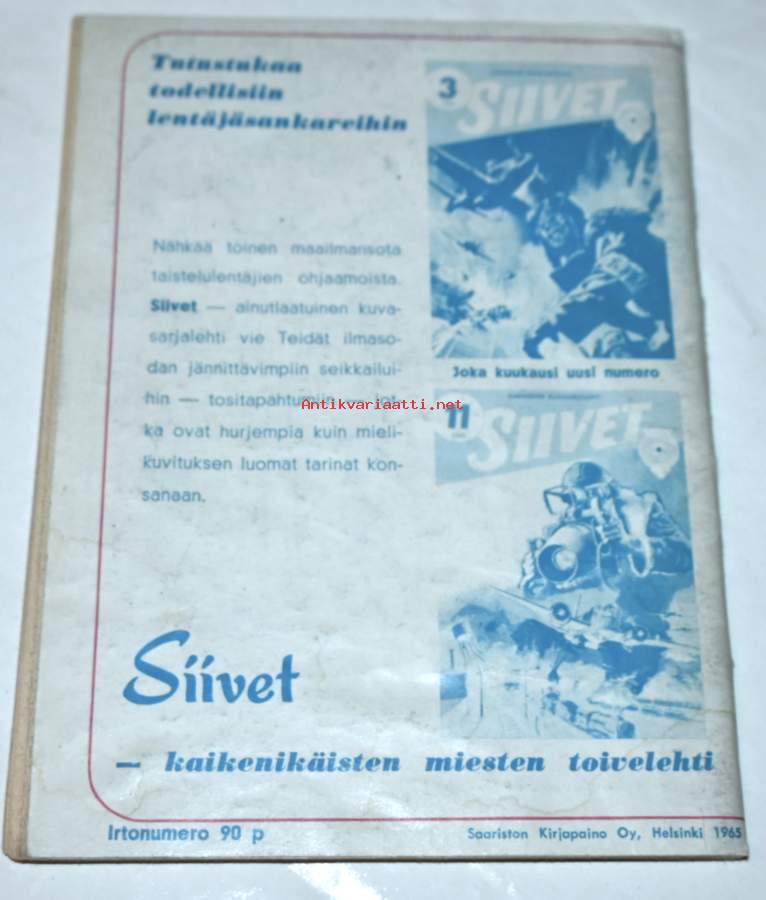 Tutustukaa
todellisiin
lentäjäsankareihin
Nähkää toinen maailmansota
taistelulentäjien ohjaamoista.
Siivet — ainutlaatuinen kuva-
sarjalehti vie Teidät ilmaso-
dan jännittävimpiin seikkailui-
hin — tositapahtumiin — jot-
ka ovat hurjempia kuin mieli-
kuvituksen luomat tarinat kon-
sanaan.
3
SIIVET
Joka kuukausi uusi numero
Antikvariaatti.net
11
SIIVET
Siivet
— kaikenikäisten miesten toivelehti
Irtonumero 90 p
Saariston Kirjapaino Oy, Helsinki 1965